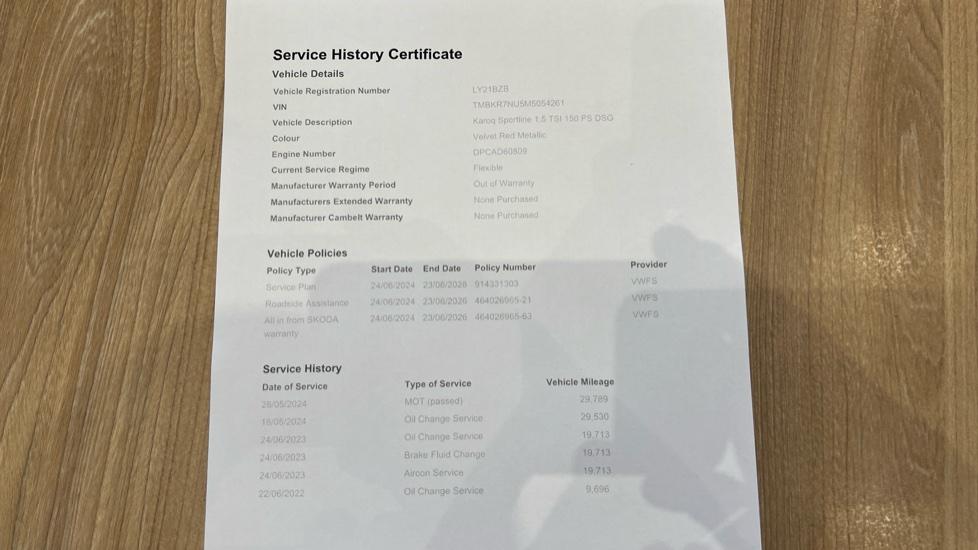 Service History Certificate
Vehicle Details
Vehicle Registration Number LY21BZB
VIN TMBKR7NU5M5054261
Vehicle Description Karoq Sportline 1.5 TSI 150 PS DSG
Colour Velvet Red Metallic
Engine Number DPCAD60809
Current Service Regime Flexible
Manufacturer Warranty Period Out of Warranty
Manufacturers Extended Warranty None Purchased
Manufacturer Cambelt Warranty None Purchased
Vehicle Policies
Policy Type Start Date End Date Policy Number Provider
Service Plan 24/06/2024 23/06/2026 914331303 VWFS
Roadside Assistance 24/06/2024 23/06/2026 464026965-21 VWFS
All in from SKODA 24/06/2024 23/06/2026 464026965-63 VWFS
warranty
Service History
Date of Service Type of Service Vehicle Mileage
28/05/2024 MOT (passed) 29,789
16/05/2024 Oil Change Service 29,530
24/06/2023 Oil Change Service 19,713
24/06/2023 Brake Fluid Change 19,713
24/06/2023 Aircon Service 19,713
22/06/2022 Oil Change Service 9,696